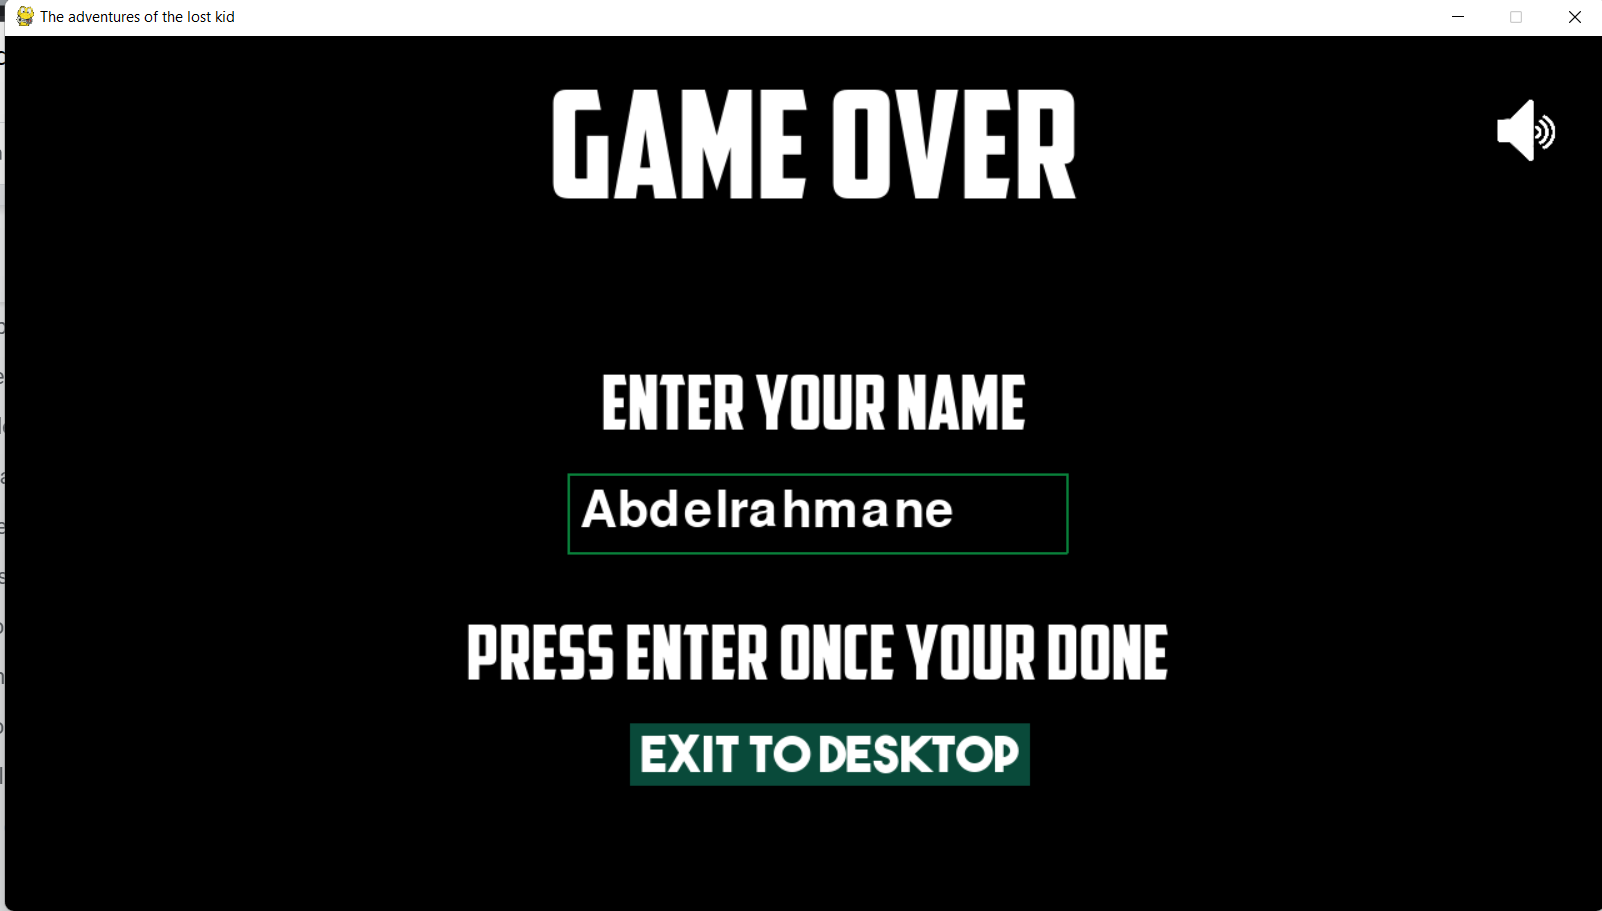 The adventures of the lost kid
GAME OVER
ENTER YOUR NAME
Abdelrahmane
PRESS ENTER ONCE YOUR DONE
EXIT TO DESKTOP